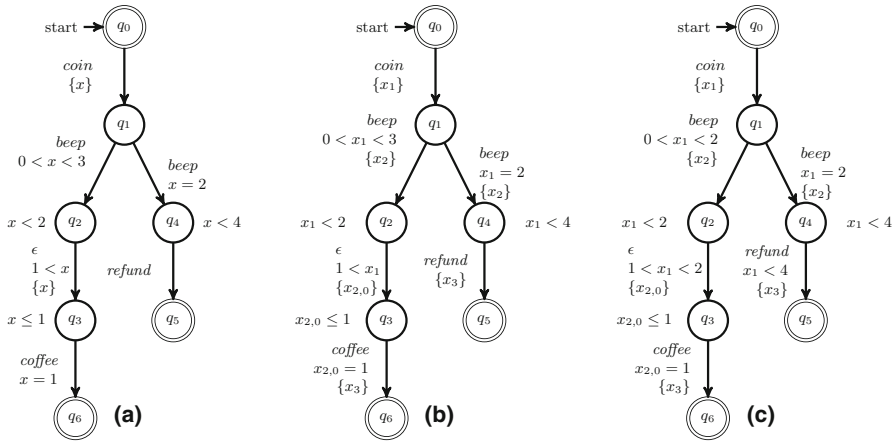 start q₀
coin
{x}
q₁
beep
0 < x < 3
beep
x = 2
x < 2 q₂
q₄ x < 4
ϵ
1 < x
{x}
refund
x ≤ 1 q₃
q₅
coffee
x = 1
q₆
(a)
start q₀
coin
{x₁}
q₁
beep
0 < x₁ < 3
{x₂}
beep
x₁ = 2
{x₂}
x₁ < 2 q₂
q₄ x₁ < 4
ϵ
1 < x₁
{x₂,₀}
refund
{x₃}
x₂,₀ ≤ 1 q₃
q₅
coffee
x₂,₀ = 1
{x₃}
q₆
(b)
start q₀
coin
{x₁}
q₁
beep
0 < x₁ < 2
{x₂}
beep
x₁ = 2
{x₂}
x₁ < 2 q₂
q₄ x₁ < 4
ϵ
1 < x₁ < 2
{x₂,₀}
refund
x₁ < 4
{x₃}
x₂,₀ ≤ 1 q₃
q₅
coffee
x₂,₀ = 1
{x₃}
q₆
(c)